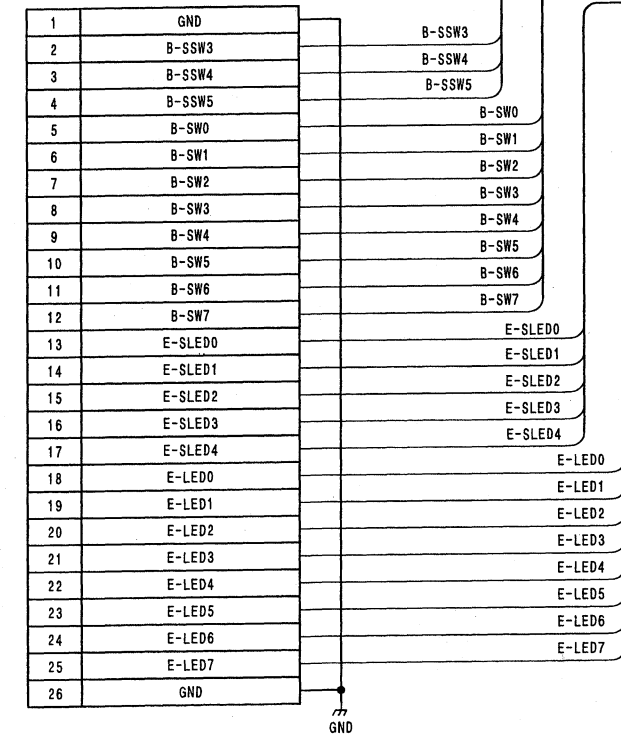 1 GND
B-SSW3
2 B-SSW3
B-SSW4
3 B-SSW4
B-SSW5
4 B-SSW5
B-SW0
5 B-SW0
B-SW1
6 B-SW1
B-SW2
7 B-SW2
B-SW3
8 B-SW3
B-SW4
9 B-SW4
B-SW5
10 B-SW5
B-SW6
11 B-SW6
B-SW7
12 B-SW7
E-SLED0
13 E-SLED0
E-SLED1
14 E-SLED1
E-SLED2
15 E-SLED2
E-SLED3
16 E-SLED3
E-SLED4
17 E-SLED4
E-LED0
18 E-LED0
E-LED1
19 E-LED1
E-LED2
20 E-LED2
E-LED3
21 E-LED3
E-LED4
22 E-LED4
E-LED5
23 E-LED5
E-LED6
24 E-LED6
E-LED7
25 E-LED7
26 GND
GND